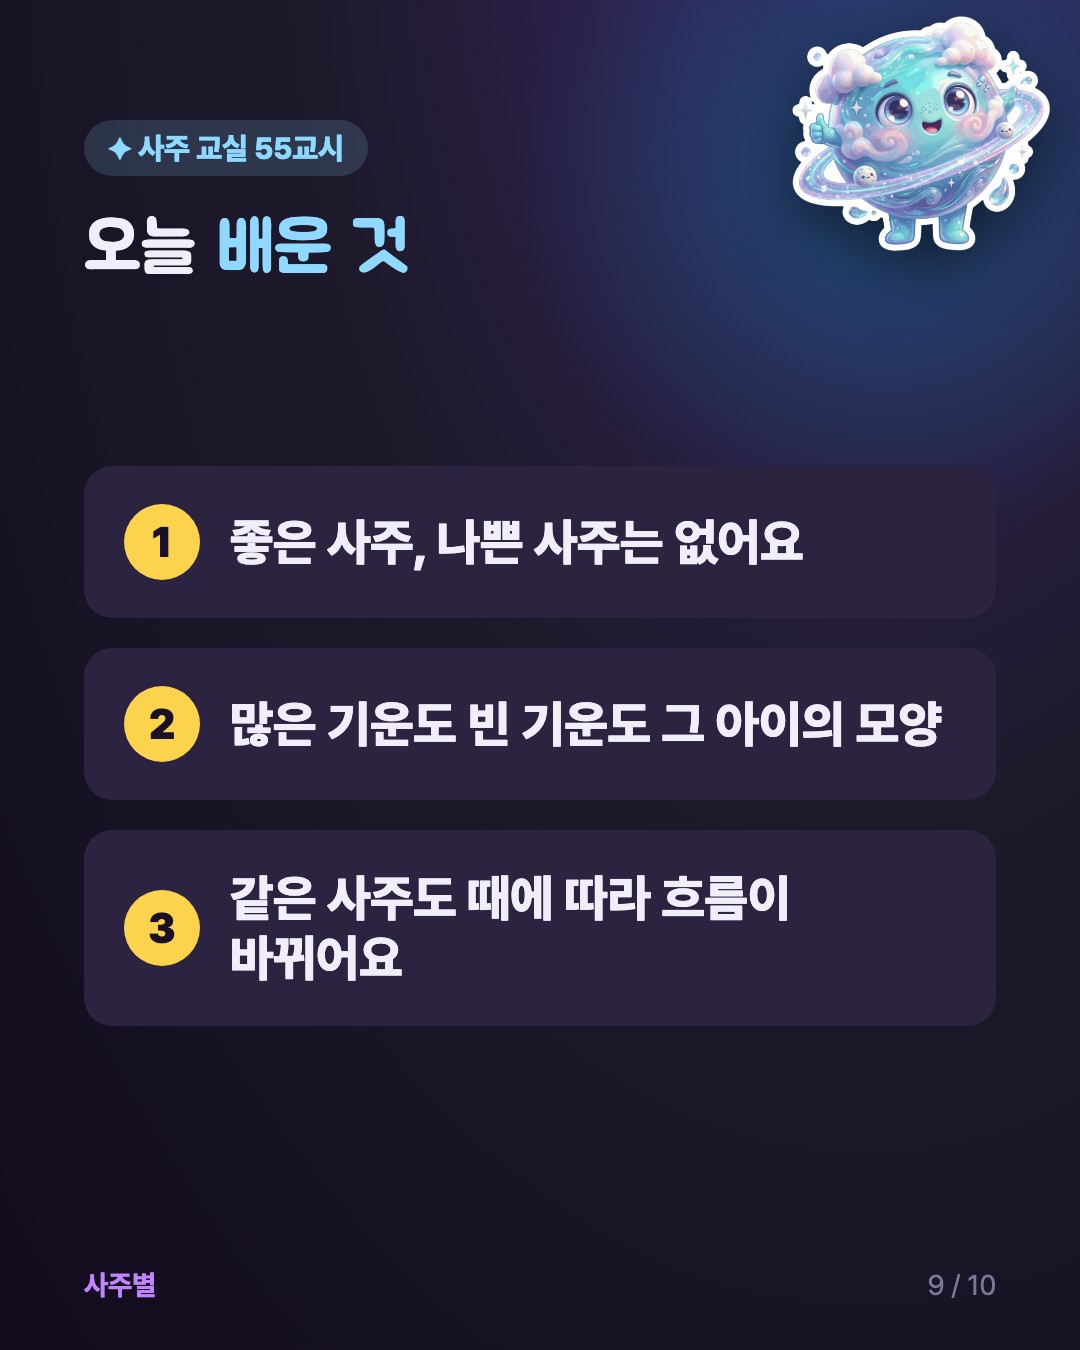 ✦ 사주 교실 55교시
오늘 배운 것
1 좋은 사주, 나쁜 사주는 없어요
2 많은 기운도 빈 기운도 그 아이의 모양
3 같은 사주도 때에 따라 흐름이
바뀌어요
사주별
9 / 10